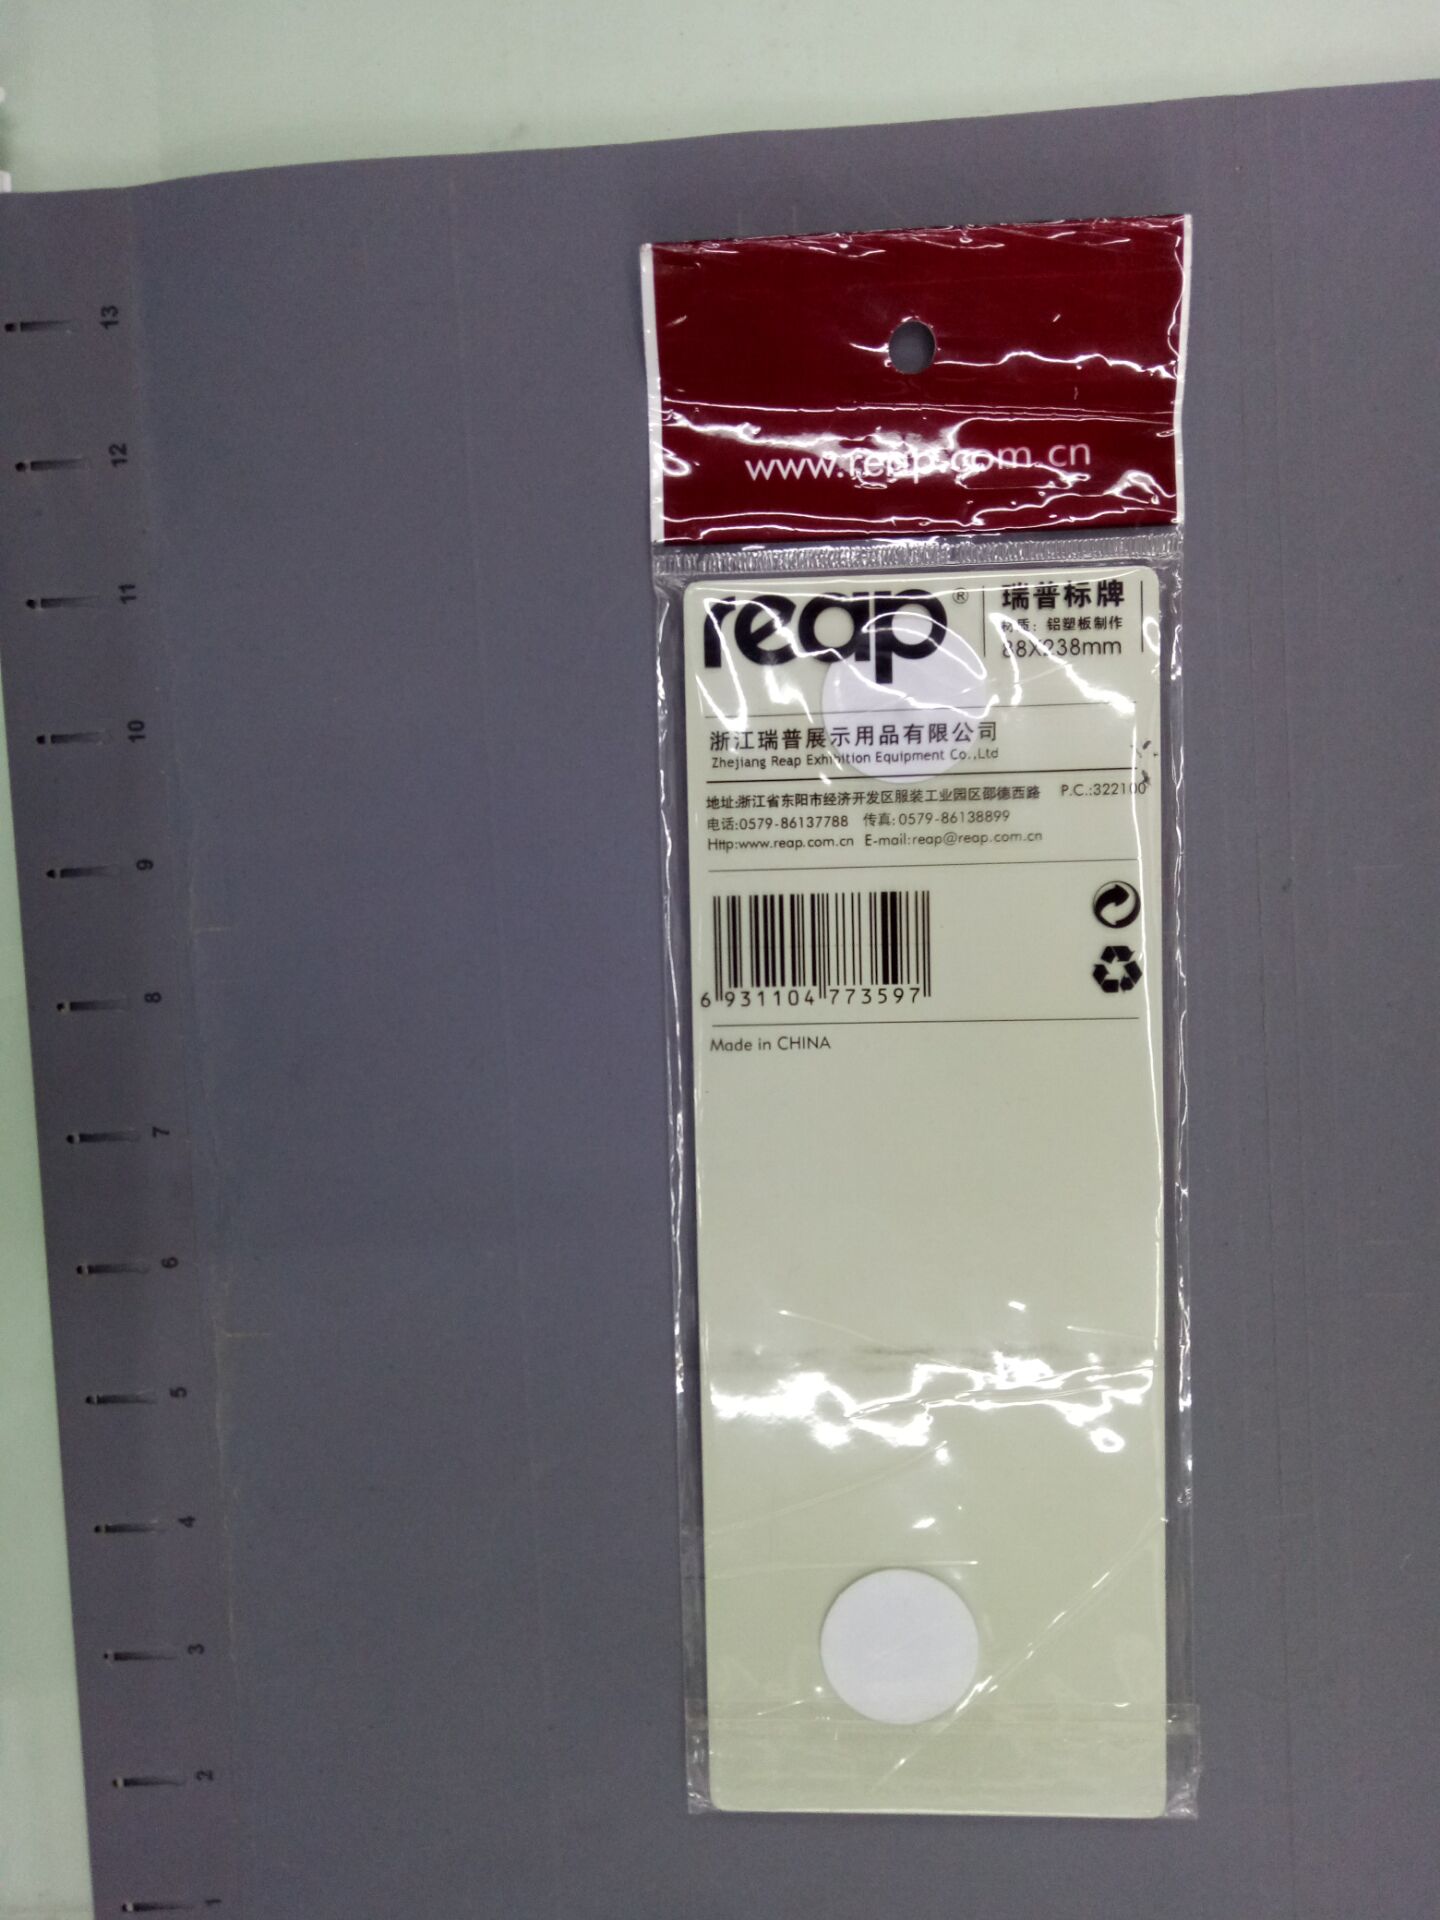 13
12
11
10
9
8
7
6
5
4
3
2
1
www.reap.com.cn
reap®
瑞普标牌
材质：铝塑板制作
88X238mm
浙江瑞普展示用品有限公司
Zhejiang Reap Exhibition Equipment Co.,Ltd
地址:浙江省东阳市经济开发区服装工业园区邵德西路 P.C.:322100
电话:0579-86137788 传真:0579-86138899
Http:www.reap.com.cn E-mail:reap@reap.com.cn
6 931104 773597
Made in CHINA